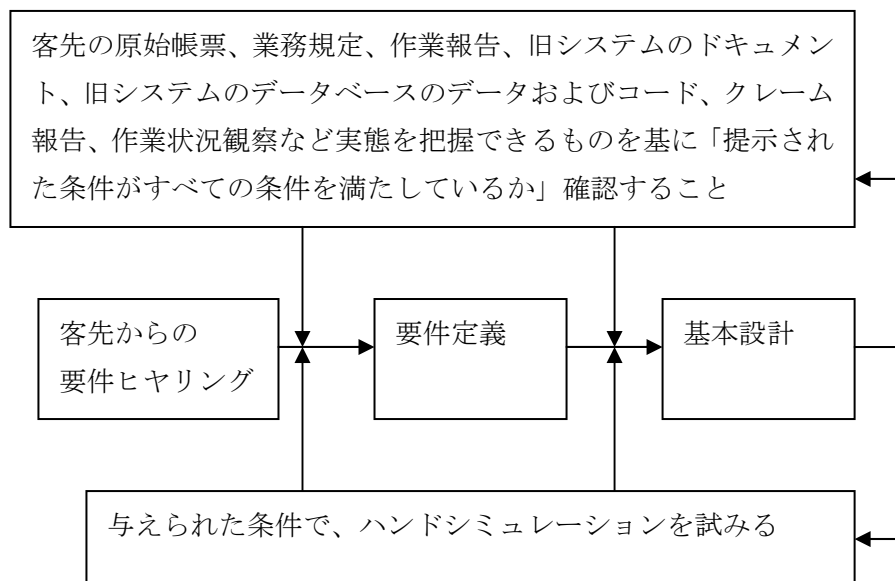 客先の原始帳票、業務規定、作業報告、旧システムのドキュメン
ト、旧システムのデータベースのデータおよびコード、クレーム
報告、作業状況観察など実態を把握できるものを基に「提示され
た条件がすべての条件を満たしているか」確認すること
客先からの
要件ヒヤリング
要件定義
基本設計
与えられた条件で、ハンドシミュレーションを試みる